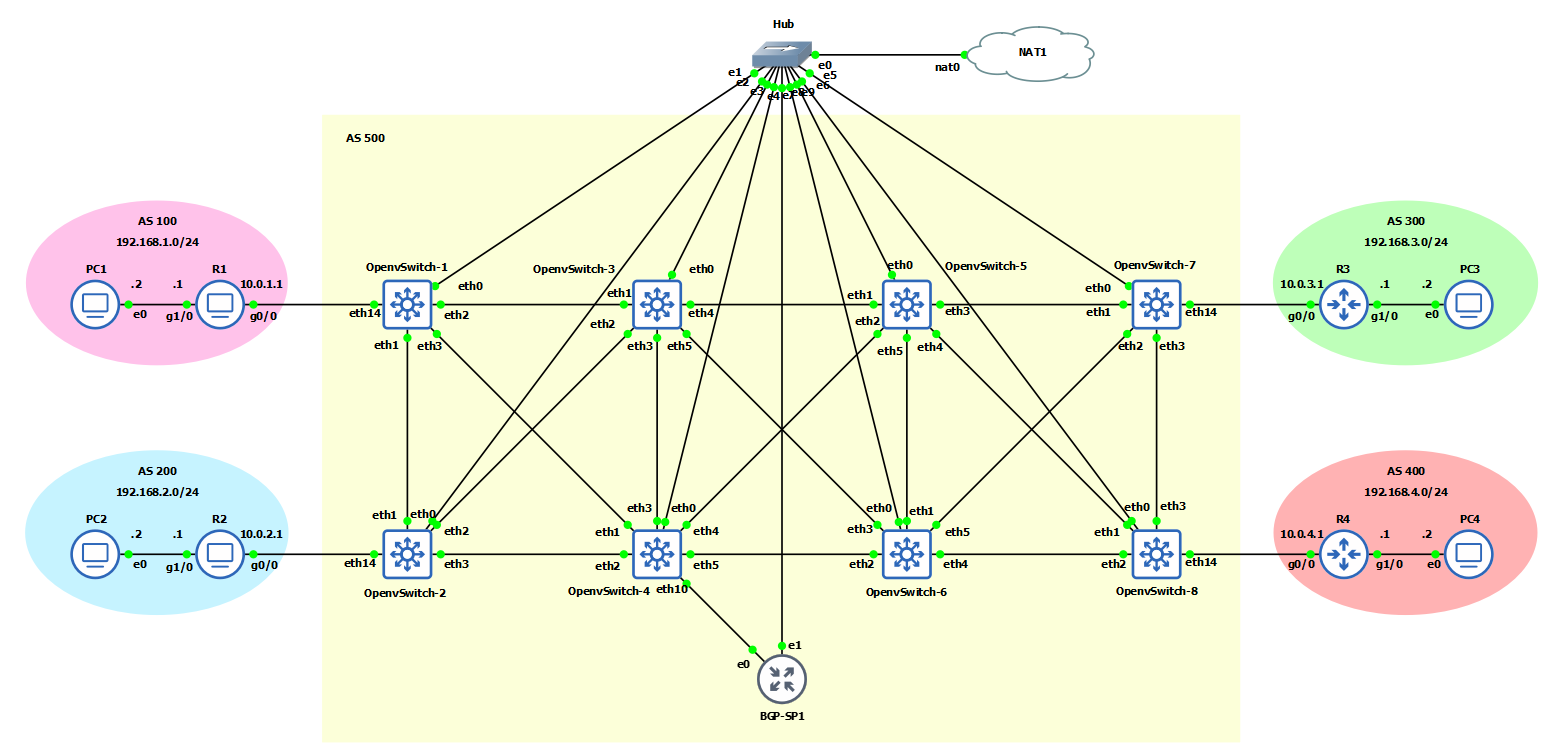 Hub
NAT1
e0
nat0
e1
e2
e3
e4
e7
e8
e9
e5
e6
AS 500
AS 100
192.168.1.0/24
PC1
.2
.1
R1
10.0.1.1
e0
g1/0
g0/0
OpenvSwitch-1
eth0
eth14
eth2
eth1
eth3
OpenvSwitch-3
eth0
eth1
eth2
eth4
eth3
eth5
OpenvSwitch-5
eth0
eth1
eth2
eth3
eth5
eth4
OpenvSwitch-7
eth0
eth1
eth14
eth2
eth3
AS 300
192.168.3.0/24
R3
PC3
10.0.3.1
.1
.2
g0/0
g1/0
e0
AS 200
192.168.2.0/24
PC2
.2
.1
R2
10.0.2.1
e0
g1/0
g0/0
eth1
eth0
eth2
eth14
eth3
OpenvSwitch-2
eth3
eth0
eth1
eth4
eth2
eth5
eth10
OpenvSwitch-4
eth0
eth1
eth3
eth5
eth2
eth4
OpenvSwitch-6
eth0
eth3
eth1
eth2
eth14
OpenvSwitch-8
AS 400
192.168.4.0/24
R4
PC4
10.0.4.1
.1
.2
g0/0
g1/0
e0
e1
e0
BGP-SP1